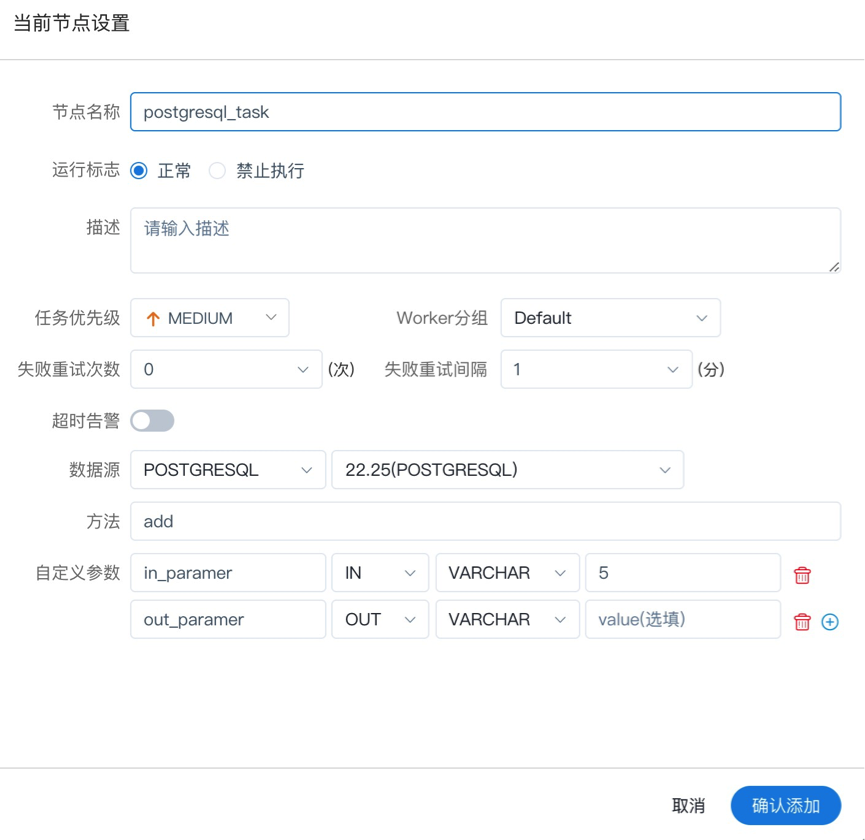 当前节点设置
节点名称 postgresql_task
运行标志 正常 禁止执行
描述 请输入描述
任务优先级 MEDIUM Worker分组 Default
失败重试次数 0 (次) 失败重试间隔 1 (分)
超时告警
数据源 POSTGRESQL 22.25(POSTGRESQL)
方法 add
自定义参数 in_paramer IN VARCHAR 5
out_paramer OUT VARCHAR value(选填)
取消 确认添加